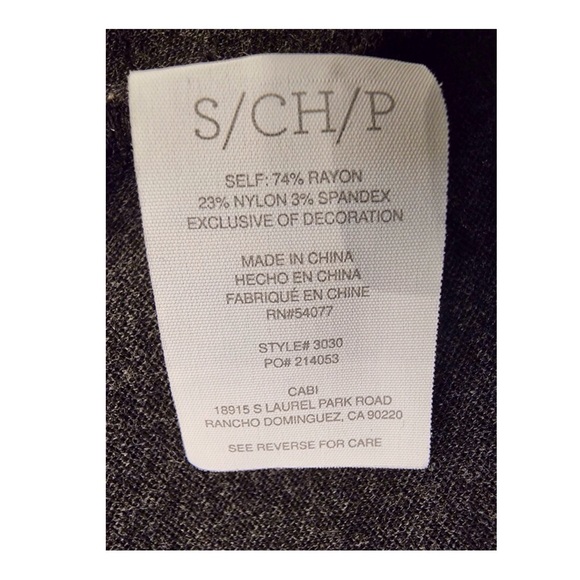 S/CH/P
SELF: 74% RAYON
23% NYLON 3% SPANDEX
EXCLUSIVE OF DECORATION
MADE IN CHINA
HECHO EN CHINA
FABRIQUÉ EN CHINE
RN#54077
STYLE# 3030
PO# 214053
CABI
18915 S LAUREL PARK ROAD
RANCHO DOMINGUEZ, CA 90220
SEE REVERSE FOR CARE